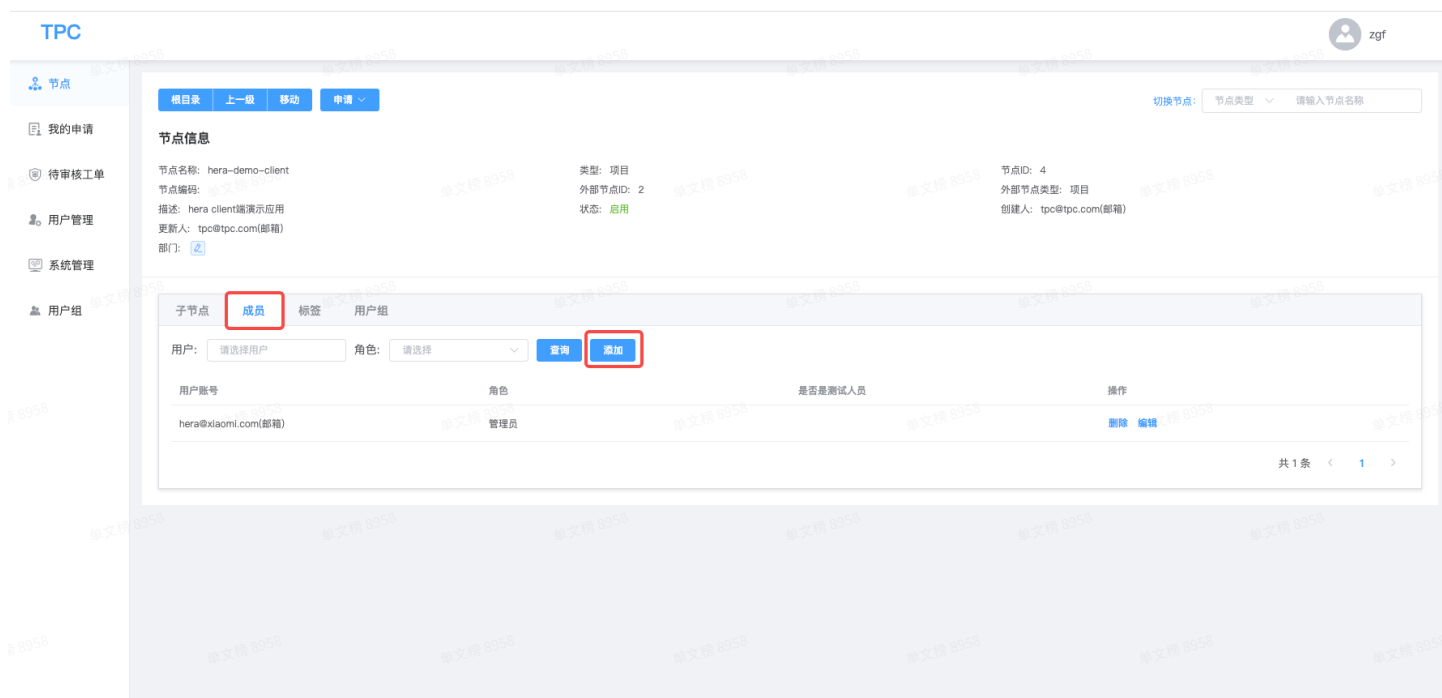 TPC
zgf
节点
我的申请
待审核工单
用户管理
系统管理
用户组
根目录 上一级 移动 申请
切换节点: 节点类型 请输入节点名称
节点信息
节点名称: hera-demo-client 类型: 项目 节点ID: 4
节点编码: 外部节点ID: 2 外部节点类型: 项目
描述: hera client端演示应用 状态: 启用 创建人: tpc@tpc.com(邮箱)
更新人: tpc@tpc.com(邮箱)
部门:
子节点 成员 标签 用户组
用户: 请选择用户 角色: 请选择 查询 添加
用户账号 角色 是否是测试人员 操作
hera@xiaomi.com(邮箱) 管理员 删除 编辑
共 1 条 1
单文榜 8958